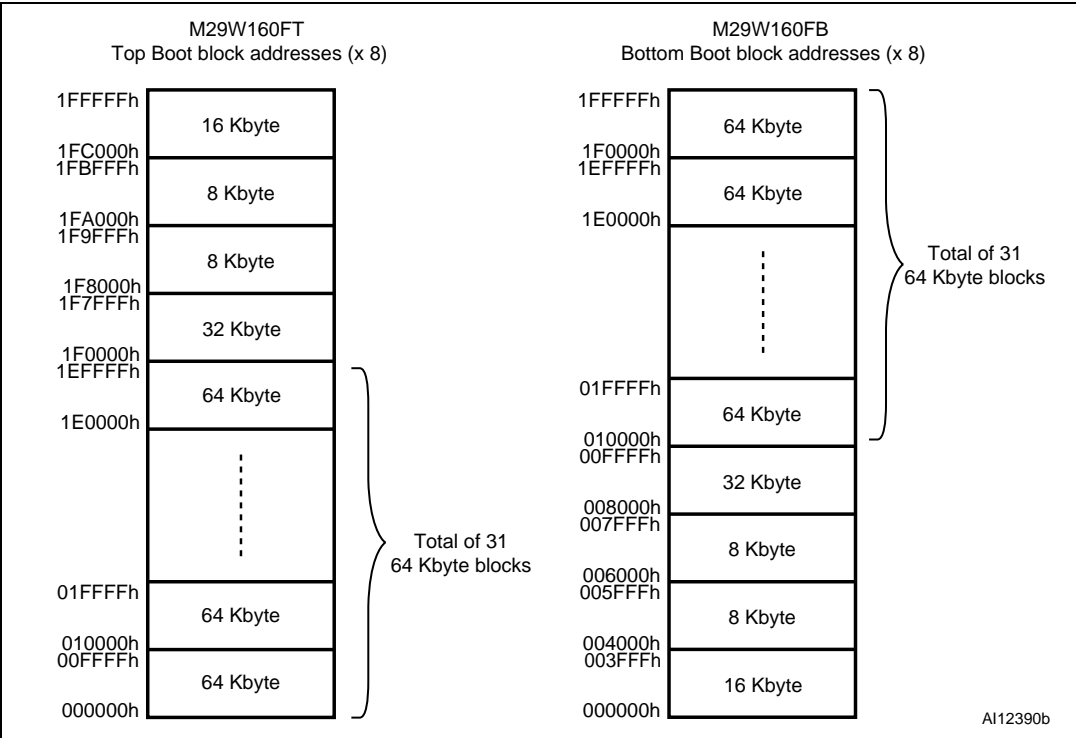 M29W160FT
Top Boot block addresses (x 8)
1FFFFFh
16 Kbyte
1FC000h
1FBFFFh
8 Kbyte
1FA000h
1F9FFFh
8 Kbyte
1F8000h
1F7FFFh
32 Kbyte
1F0000h
1EFFFFh
64 Kbyte
1E0000h
Total of 31
64 Kbyte blocks
01FFFFh
64 Kbyte
010000h
00FFFFh
64 Kbyte
000000h
M29W160FB
Bottom Boot block addresses (x 8)
1FFFFFh
64 Kbyte
1F0000h
1EFFFFh
64 Kbyte
1E0000h
Total of 31
64 Kbyte blocks
01FFFFh
64 Kbyte
010000h
00FFFFh
32 Kbyte
008000h
007FFFh
8 Kbyte
006000h
005FFFh
8 Kbyte
004000h
003FFFh
16 Kbyte
000000h
AI12390b